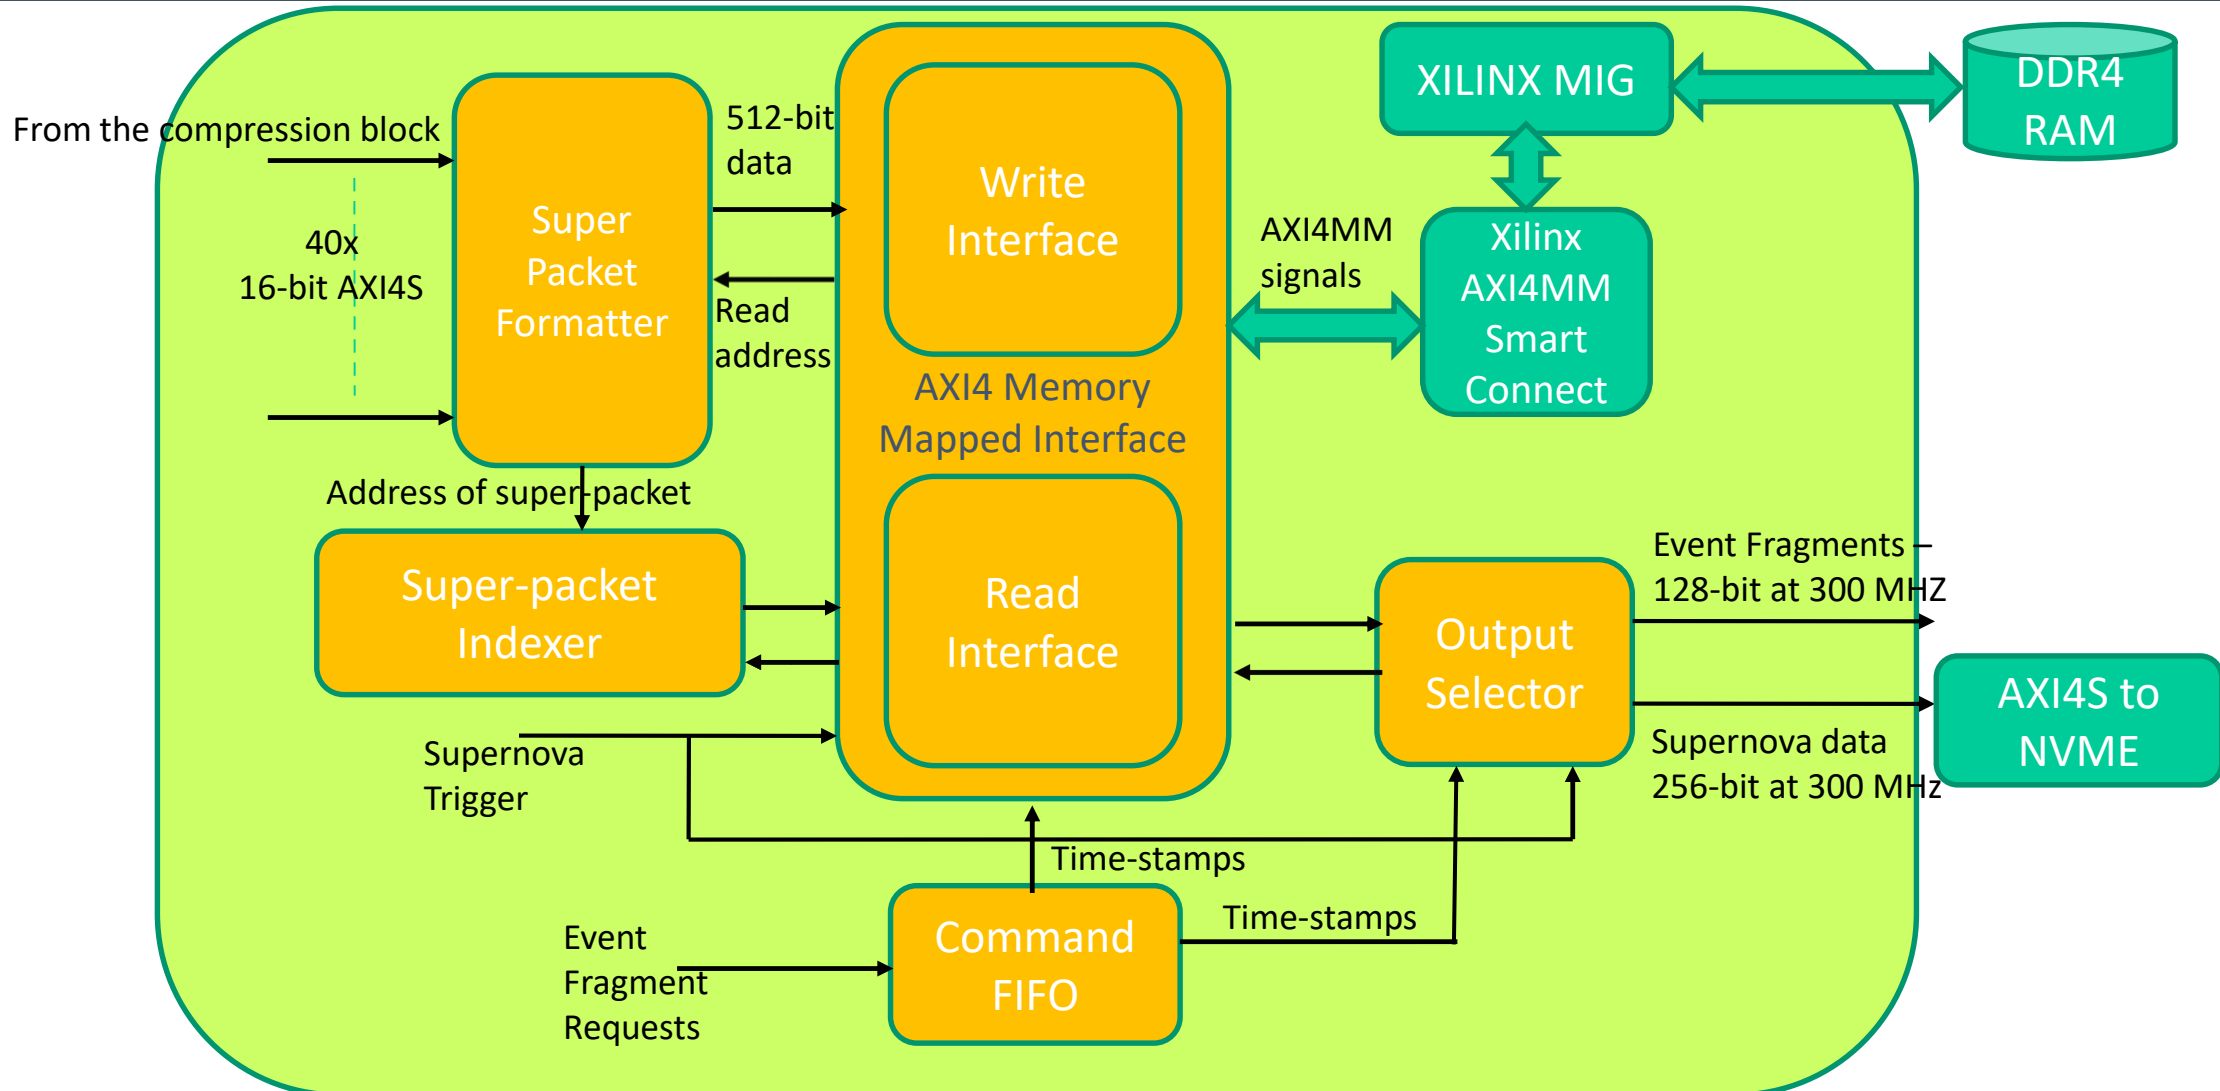 From the compression block
40x
16-bit AXI4S
Super
Packet
Formatter
512-bit
data
Read
address
Write
Interface
AXI4 Memory
Mapped Interface
Read
Interface
XILINX MIG
DDR4
RAM
AXI4MM
signals
Xilinx
AXI4MM
Smart
Connect
Address of super-packet
Super-packet
Indexer
Supernova
Trigger
Output
Selector
Event Fragments –
128-bit at 300 MHZ
Supernova data
256-bit at 300 MHz
AXI4S to
NVME
Time-stamps
Time-stamps
Event
Fragment
Requests
Command
FIFO